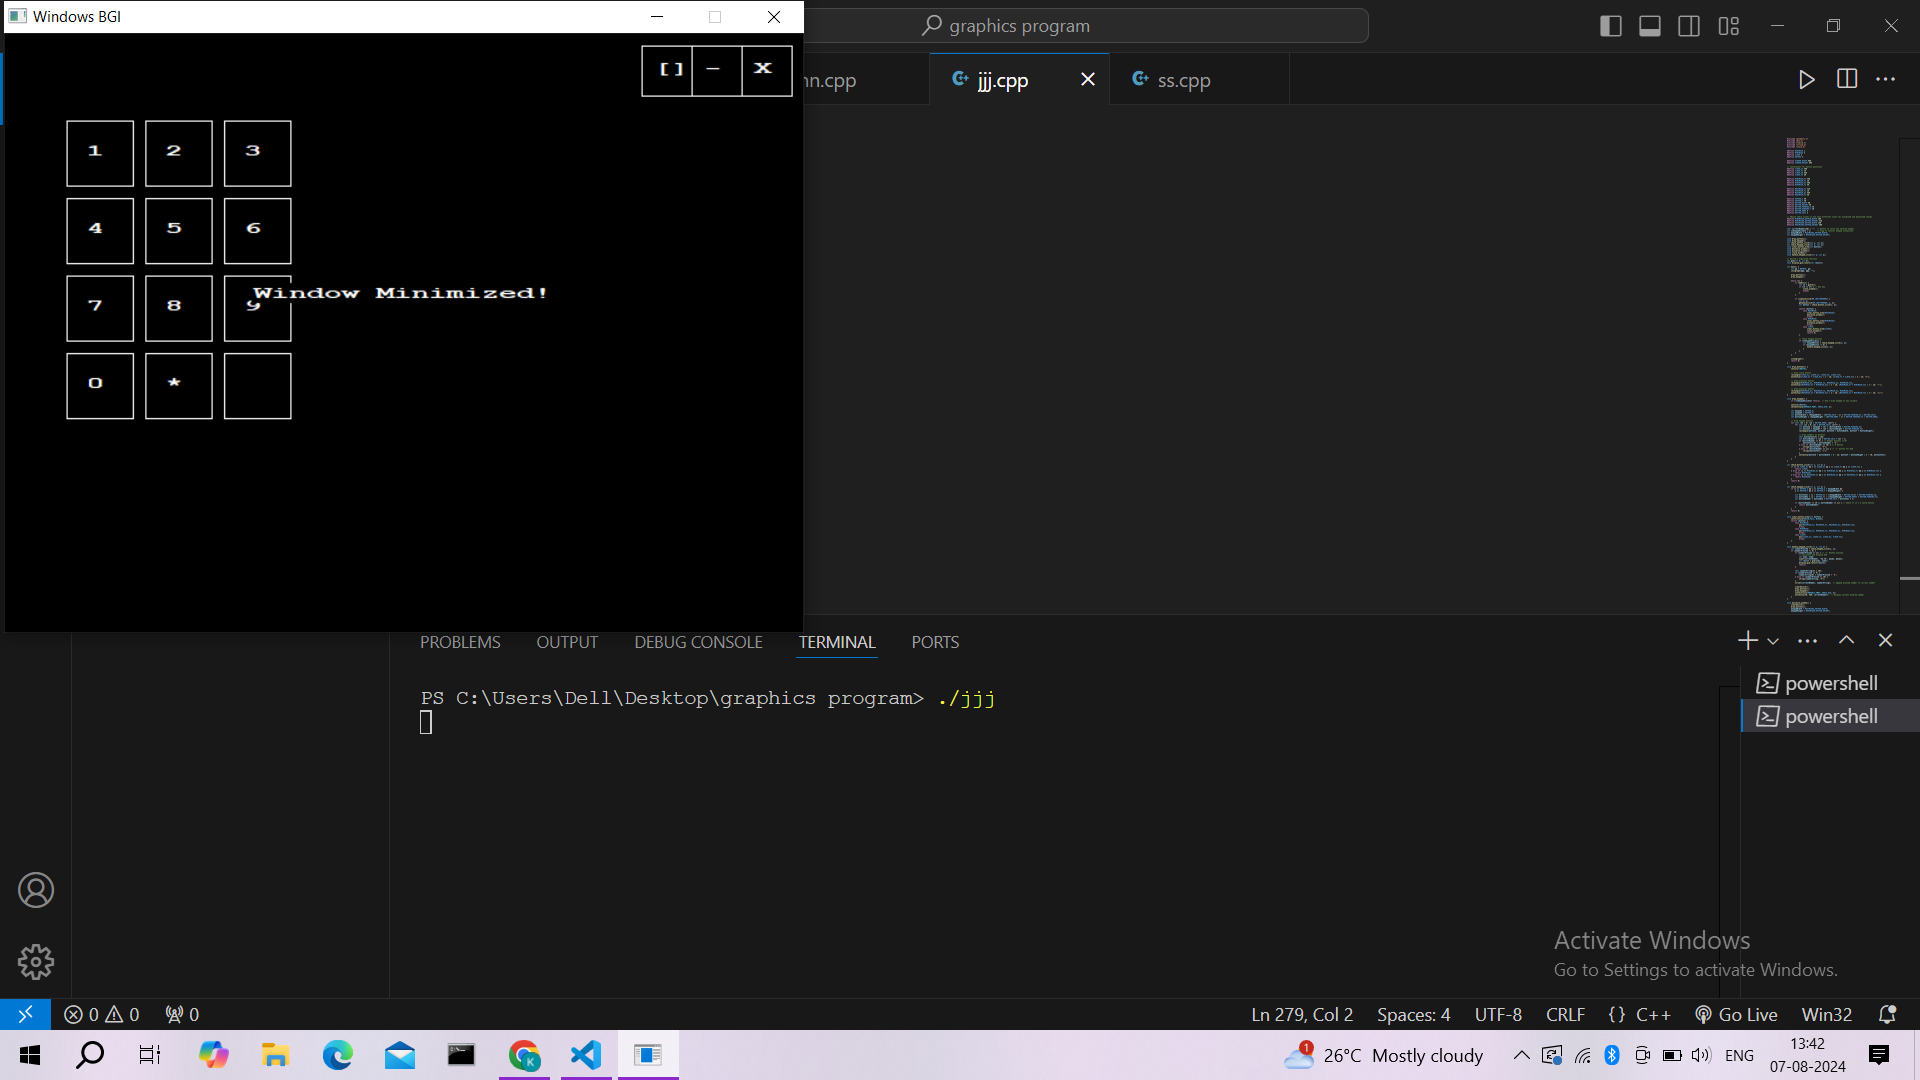 Windows BGI
graphics program
nn.cpp
jjj.cpp
ss.cpp
[ ] – X
1 2 3
4 5 6
7 8 9
Window Minimized!
0 *
PROBLEMS OUTPUT DEBUG CONSOLE TERMINAL PORTS
PS C:\Users\Dell\Desktop\graphics program> ./jjj
powershell
powershell
Activate Windows
Go to Settings to activate Windows.
0 0 0
Ln 279, Col 2 Spaces: 4 UTF-8 CRLF {} C++ Go Live Win32
K
1
26°C Mostly cloudy
ENG
13:42
07-08-2024